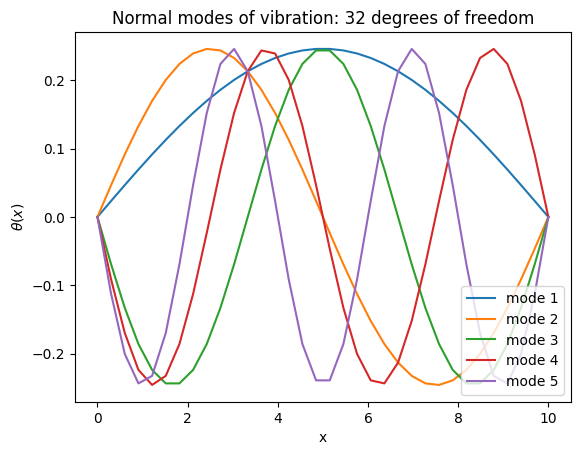 Normal modes of vibration: 32 degrees of freedom
0.2
0.1
0.0
−0.1
−0.2
θ(x)
0 2 4 6 8 10
x
mode 1
mode 2
mode 3
mode 4
mode 5